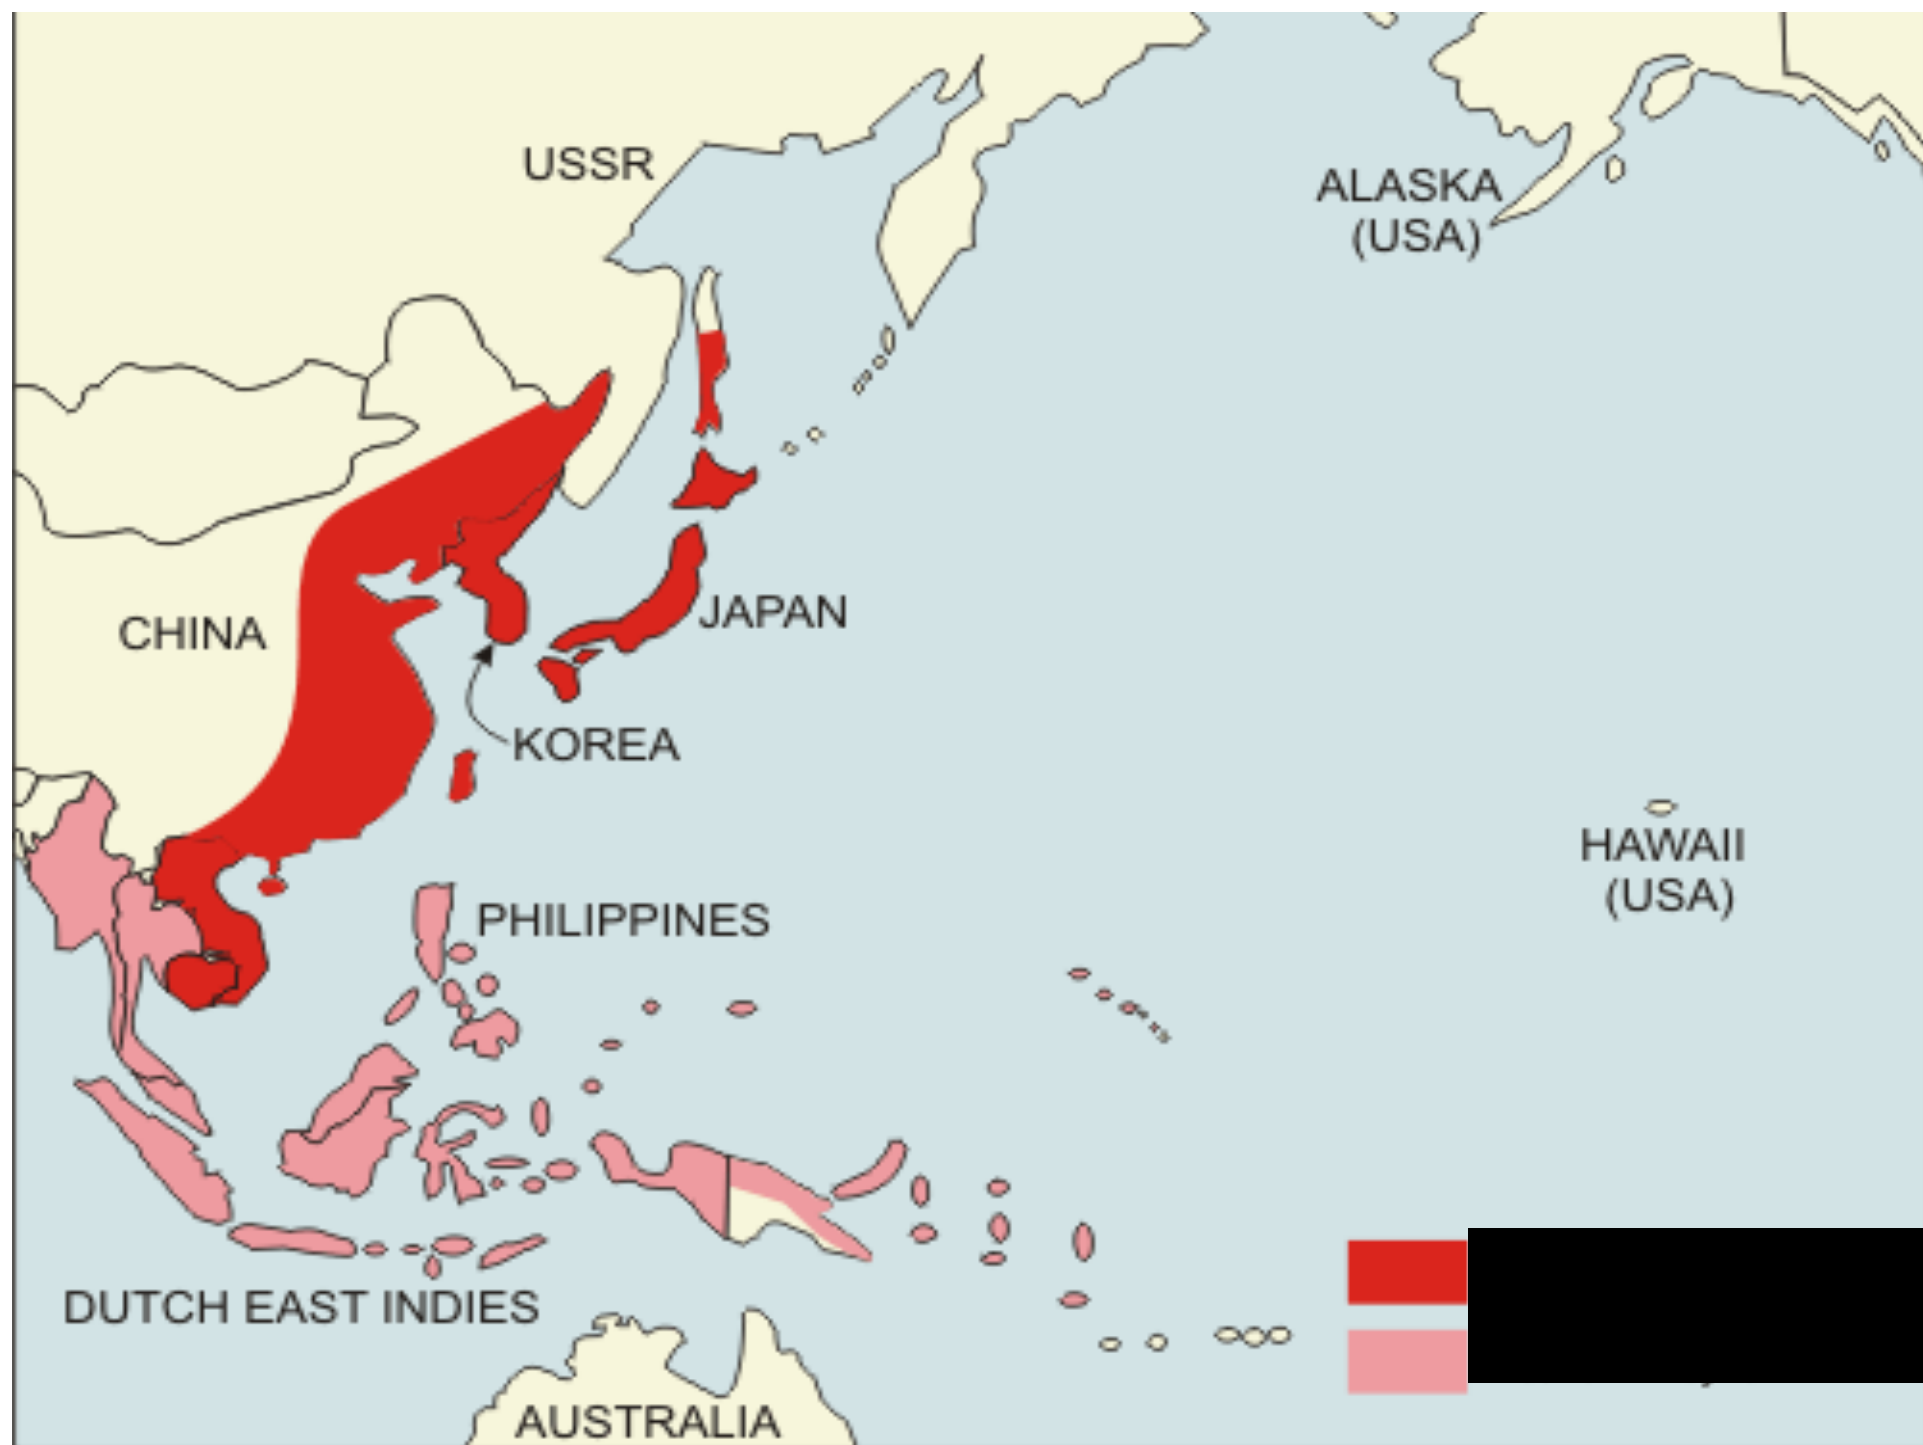 USSR
ALASKA
(USA)
CHINA
JAPAN
KOREA
HAWAII
(USA)
PHILIPPINES
DUTCH EAST INDIES
AUSTRALIA